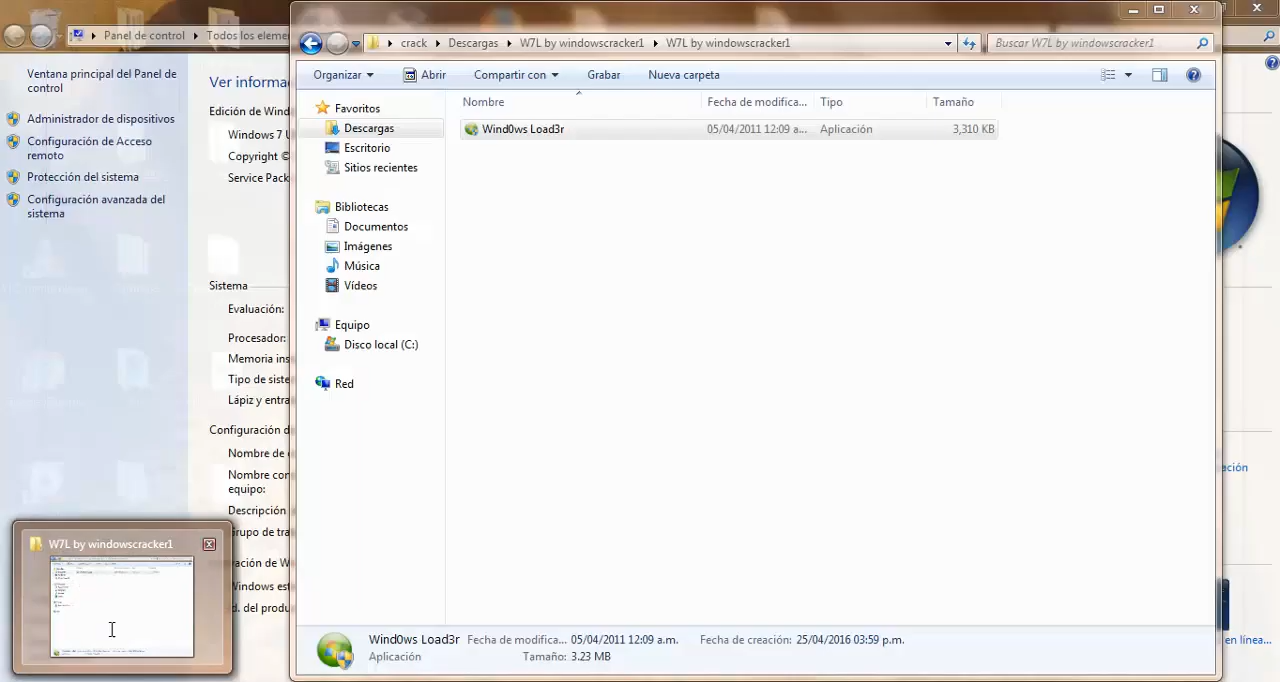 Panel de control
Todos los eleme
Ventana principal del Panel de
control
Administrador de dispositivos
Configuración de Acceso
remoto
Protección del sistema
Configuración avanzada del
sistema
Ver informa
Edición de Wind
Windows 7 U
Copyright ©
Service Pack
Sistema
Evaluación:
Procesador:
Memoria ins
Tipo de siste
Lápiz y entra
Configuración d
Nombre de
Nombre con
equipo:
Descripción
Grupo de tra
ación de W
Windows est
d. del produ
crack
Descargas
W7L by windowscracker1
W7L by windowscracker1
Buscar W7L by windowscracker1
Organizar
Abrir
Compartir con
Grabar
Nueva carpeta
Favoritos
Descargas
Escritorio
Sitios recientes
Bibliotecas
Documentos
Imágenes
Música
Vídeos
Equipo
Disco local (C:)
Red
Nombre
Fecha de modifica...
Tipo
Tamaño
Wind0ws Load3r
05/04/2011 12:09 a...
Aplicación
3,310 KB
Wind0ws Load3r
Fecha de modifica... 05/04/2011 12:09 a.m.
Fecha de creación: 25/04/2016 03:59 p.m.
Aplicación
Tamaño: 3.23 MB
W7L by windowscracker1
ación
en línea...